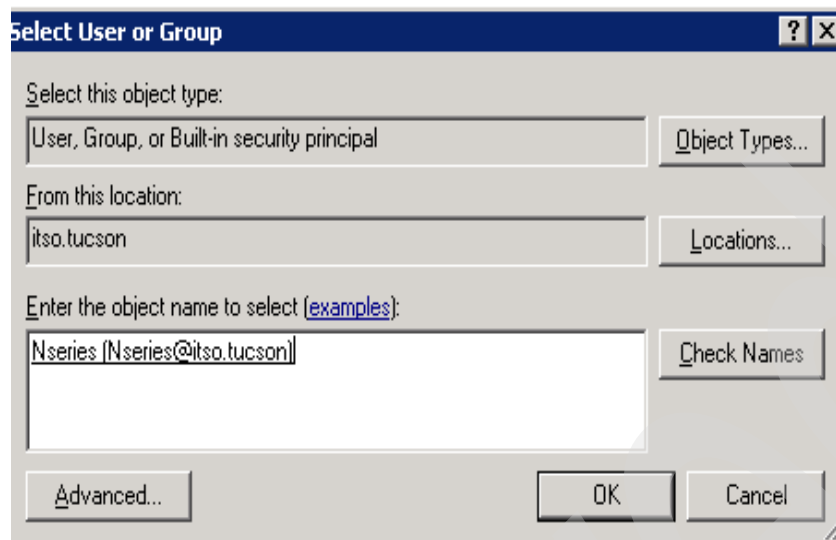 Select User or Group
Select this object type:
User, Group, or Built-in security principal
Object Types...
From this location:
itso.tucson
Locations...
Enter the object name to select (examples):
Nseries (Nseries@itso.tucson)
Check Names
Advanced...
OK
Cancel